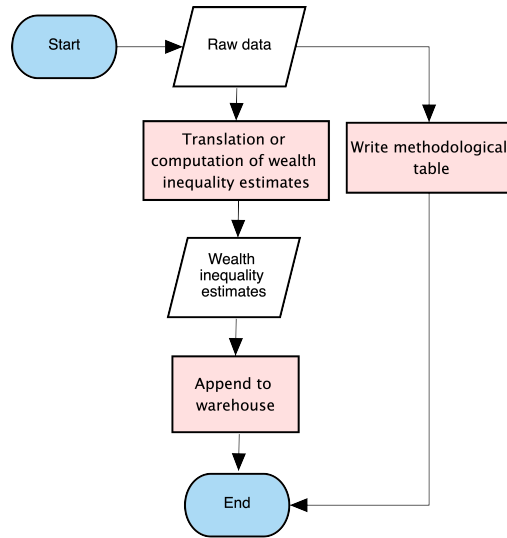 Start
Raw data
Translation or
computation of wealth
inequality estimates
Write methodological
table
Wealth
inequality
estimates
Append to
warehouse
End